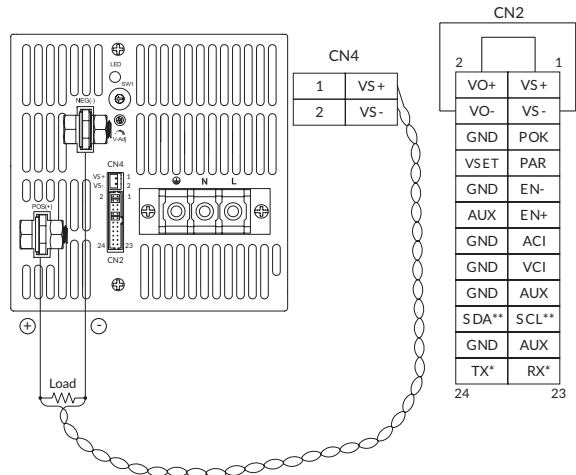 CN2
CN4
2 1
1 VS+
2 VS-
VO+ VS+
VO- VS-
GND POK
VSET PAR
GND EN-
AUX EN+
GND ACI
GND VCI
GND AUX
SDA** SCL**
GND AUX
TX* RX*
24 23
LED
SW1
NEG(-)
V-Adj
CN4
VS+ 1
VS- 2
2 1
N L
POS(+)
24 23
CN2
+ -
Load